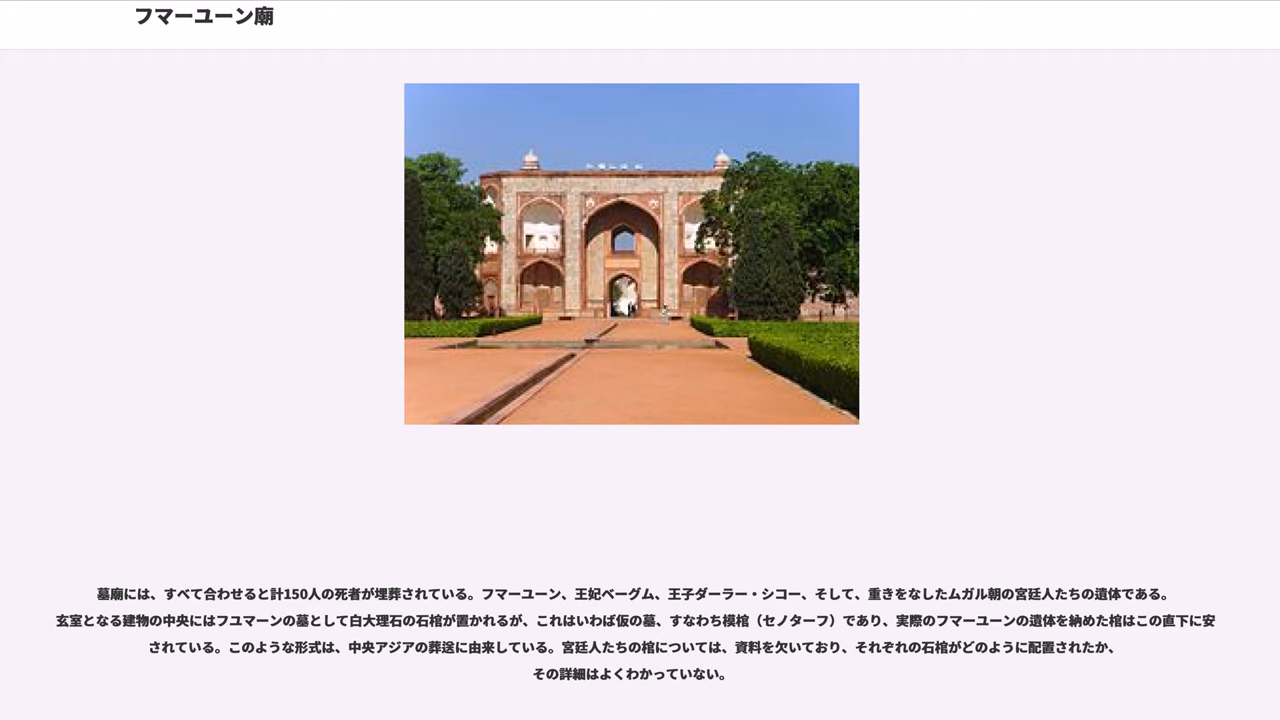 フマーユーン廟
墓廟には、すべて合わせると計150人の死者が埋葬されている。フマーユーン、王妃ベーグム、王子ダーラー・シコー、そして、重きをなしたムガル朝の宮廷人たちの遺体である。
玄室となる建物の中央にはフユマーンの墓として白大理石の石棺が置かれるが、これはいわば仮の墓、すなわち模棺（セノターフ）であり、実際のフマーユーンの遺体を納めた棺はこの直下に安
されている。このような形式は、中央アジアの葬送に由来している。宮廷人たちの棺については、資料を欠いており、それぞれの石棺がどのように配置されたか、
その詳細はよくわかっていない。